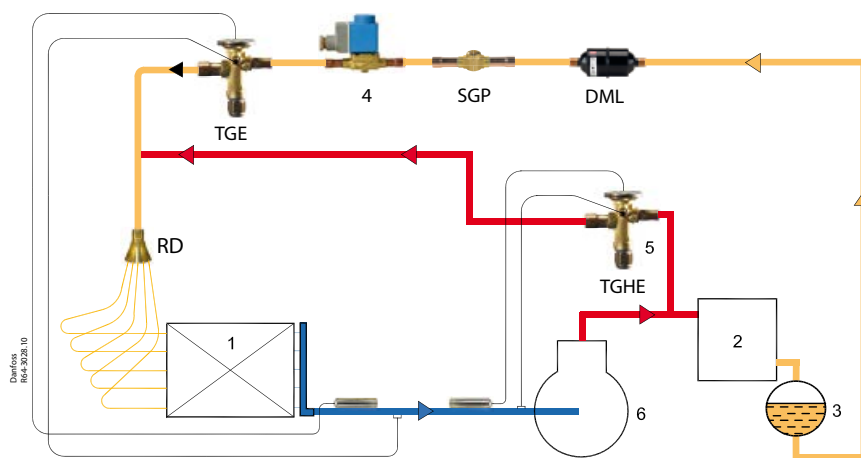 4
SGP
DML
TGE
5
TGHE
RD
1
2
3
6
Danfoss
R64-3028.10